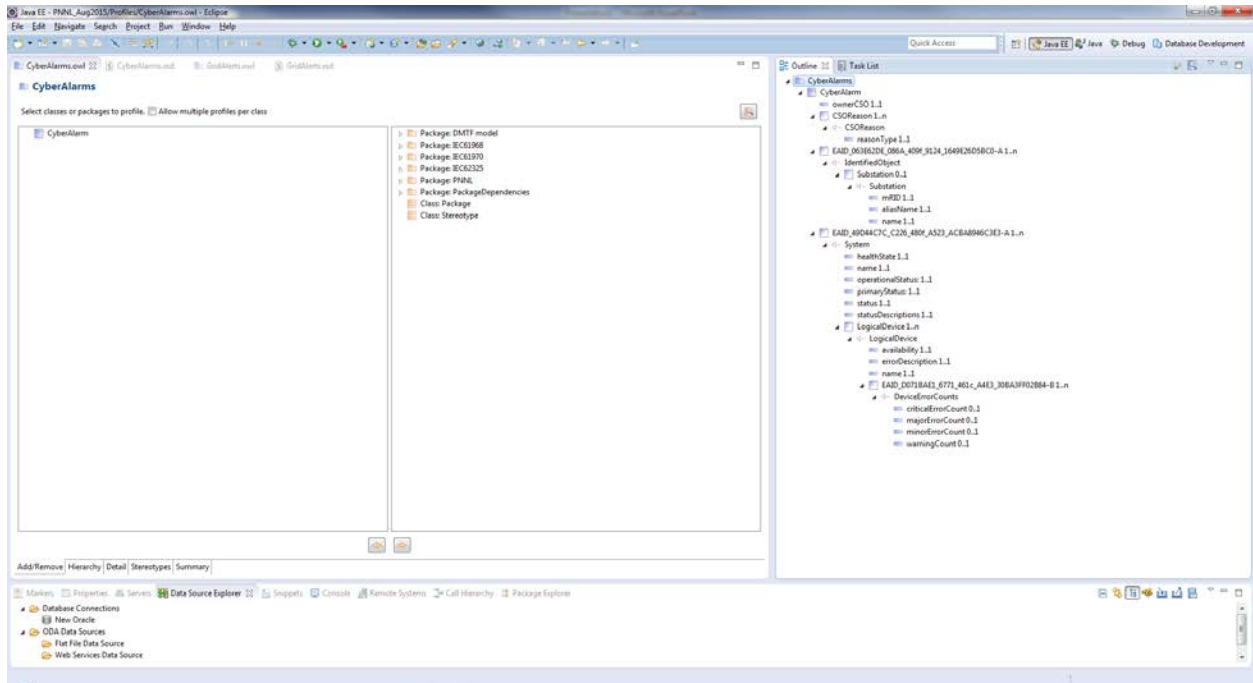 Java EE - PNNL_Aug2015/Profiles/CyberAlarms.owl - Eclipse
File Edit Navigate Search Project Run Window Help
Quick Access
Java EE Java Debug Database Development
CyberAlarms.owl CyberAlarms.xsd GridAlerts.owl GridAlerts.xsd
CyberAlarms
Select classes or packages to profile. Allow multiple profiles per class
CyberAlarm
Package: DMTF model
Package: IEC61968
Package: IEC61970
Package: IEC62325
Package: PNNL
Package: PackageDependencies
Class: Package
Class: Stereotype
Add/Remove Hierarchy Detail Stereotypes Summary
Outline Task List
CyberAlarms
CyberAlarm
ownerCSO 1..1
CSOReason 1..n
CSOReason
reasonType 1..1
EAID_063E62DE_086A_409f_9124_1649E26D5BC0-A 1..n
IdentifiedObject
Substation 0..1
Substation
mRID 1..1
aliasName 1..1
name 1..1
EAID_49D44C7C_C226_480f_A523_ACBA8946C3E3-A 1..n
System
healthState 1..1
name 1..1
operationalStatus: 1..1
primaryStatus: 1..1
status 1..1
statusDescriptions 1..1
LogicalDevice 1..n
LogicalDevice
availability 1..1
errorDescription 1..1
name 1..1
EAID_D071BAE1_6771_461c_A4E3_30BA3FF02B84-B 1..n
DeviceErrorCounts
criticalErrorCount 0..1
majorErrorCount 0..1
minorErrorCount 0..1
warningCount 0..1
Markers Properties Servers Data Source Explorer Snippets Console Remote Systems Call Hierarchy Package Explorer
Database Connections
New Oracle
ODA Data Sources
Flat File Data Source
Web Services Data Source